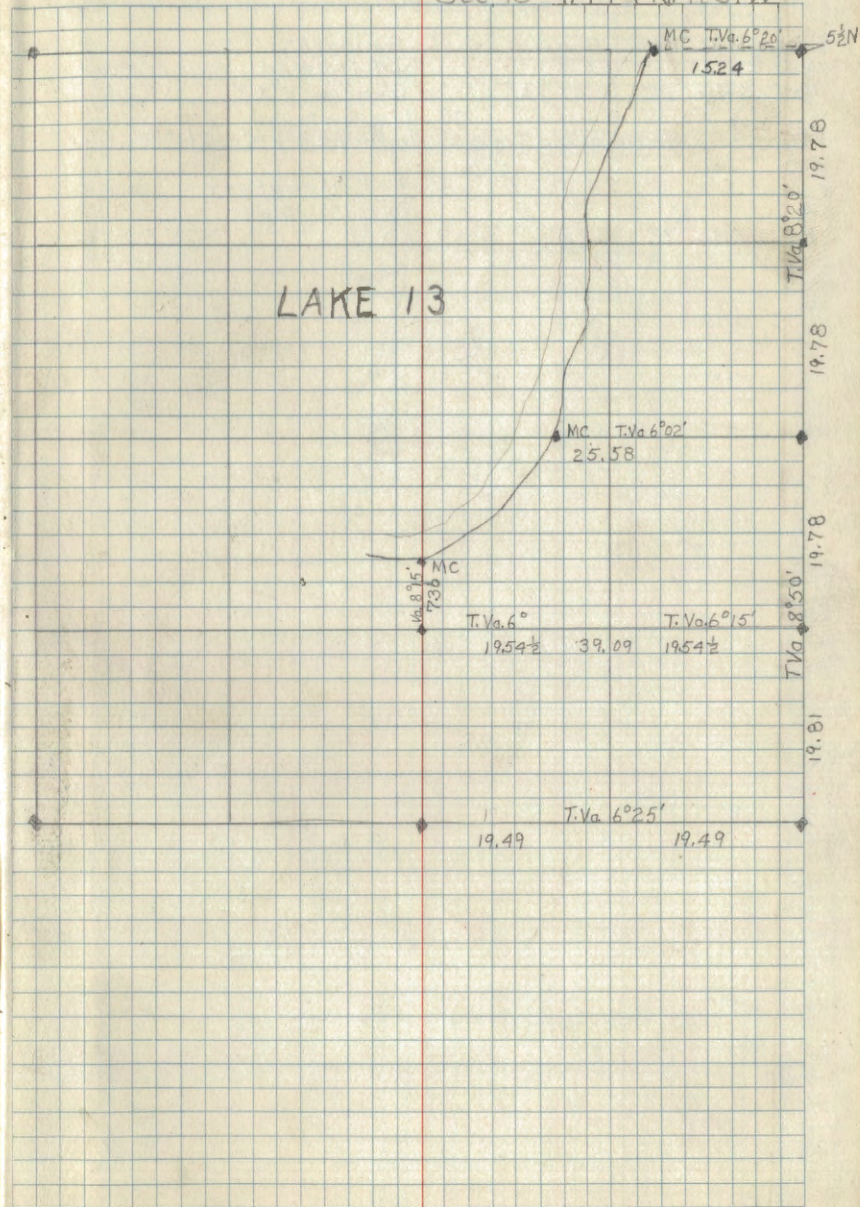 MC T.Va. 6°20'
5½N
15.24
19.78
T.Va. 8°20'
LAKE 13
19.78
MC T.Va 6°02'
25.58
19.78
MC
Va. 8°15'
736
T.Va. 6° T.Va. 6°15'
19.54½ 39.09 19.54½
T.Va. 8°50'
19.81
T.Va. 6°25'
19.49 19.49